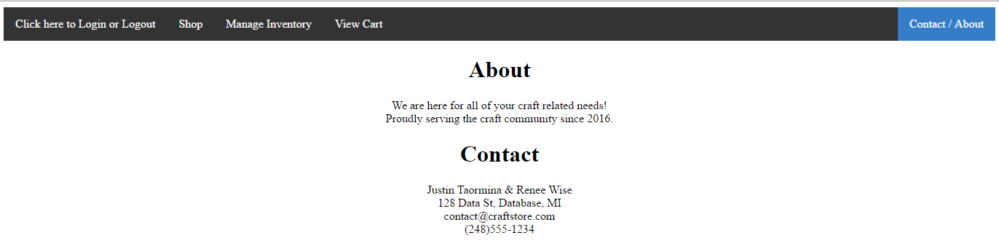 Click here to Login or Logout Shop Manage Inventory View Cart Contact / About
About
We are here for all of your craft related needs!
Proudly serving the craft community since 2016.
Contact
Justin Taormina & Renee Wise
128 Data St, Database, MI
contact@craftstore.com
(248)555-1234